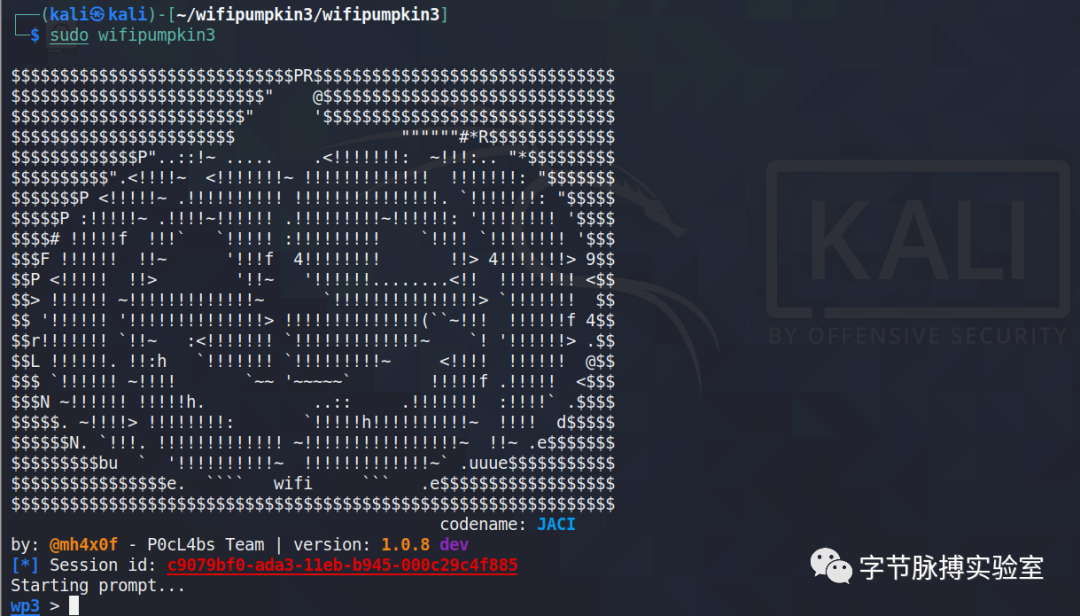 ┌──(kali㉿kali)-[~/wifipumpkin3/wifipumpkin3]
└─$ sudo wifipumpkin3
$$$$$$$$$$$$$$$$$$$$$$$$$$$$$PR$$$$$$$$$$$$$$$$$$$$$$$$$$$$$$$
$$$$$$$$$$$$$$$$$$$$$$$$$$"    @$$$$$$$$$$$$$$$$$$$$$$$$$$$$$$
$$$$$$$$$$$$$$$$$$$$$$$$"      '$$$$$$$$$$$$$$$$$$$$$$$$$$$$$$
$$$$$$$$$$$$$$$$$$$$$$$                 """"""#*R$$$$$$$$$$$$$
$$$$$$$$$$$$$P"..::!~ .....    .<!!!!!!!:  ~!!!:.. "*$$$$$$$$$
$$$$$$$$$$".<!!!!~  <!!!!!!!~ !!!!!!!!!!!!!  !!!!!!!: "$$$$$$$
$$$$$$$P <!!!!!~ .!!!!!!!!!! !!!!!!!!!!!!!!!. `!!!!!!!: "$$$$$
$$$$$P :!!!!!~ .!!!!~!!!!!! .!!!!!!!!!~!!!!!!: '!!!!!!!! '$$$$
$$$$# !!!!!f  !!!`   `!!!!! :!!!!!!!!!    `!!!! `!!!!!!!! '$$$
$$$F !!!!!!  !!~      '!!!f  4!!!!!!!!       !!> 4!!!!!!!> 9$$
$$P <!!!!!  !!>        '!!~   '!!!!!!........<!!  !!!!!!!! <$$
$$> !!!!!! ~!!!!!!!!!!!!!~      `!!!!!!!!!!!!!!!> `!!!!!!!  $$
$$ '!!!!!! '!!!!!!!!!!!!!!> !!!!!!!!!!!!!!(``~!!!  !!!!!!f 4$$
$$r!!!!!!! `!!~   :<!!!!!!! `!!!!!!!!!!!!!~    `! '!!!!!!> .$$
$$L !!!!!!. !!:h   `!!!!!!! `!!!!!!!!!~     <!!!!  !!!!!!  @$$
$$$ `!!!!!! ~!!!!       `~~ '~~~~~`        !!!!!f .!!!!!  <$$$
$$$N ~!!!!!! !!!!!h.           ..::     .!!!!!!!  :!!!!` .$$$$
$$$$$. ~!!!!> !!!!!!!!:       `!!!!!h!!!!!!!!!!~  !!!!  d$$$$$
$$$$$$N. `!!!. !!!!!!!!!!!!! ~!!!!!!!!!!!!!!!!~  !!~ .e$$$$$$$
$$$$$$$$$bu  `  '!!!!!!!!!!~  !!!!!!!!!!!!!~` .uuue$$$$$$$$$$$
$$$$$$$$$$$$$$$$e.  ````   wifi     ```   .e$$$$$$$$$$$$$$$$$$
$$$$$$$$$$$$$$$$$$$$$$$$$$$$$$$$$$$$$$$$$$$$$$$$$$$$$$$$$$$$$$
codename: JACI
by: @mh4x0f - P0cL4bs Team | version: 1.0.8 dev
[*] Session id: c9079bf0-ada3-11eb-b945-000c29c4f885
Starting prompt...
wp3 >
KALI
BY OFFENSIVE SECURITY
字节脉搏实验室